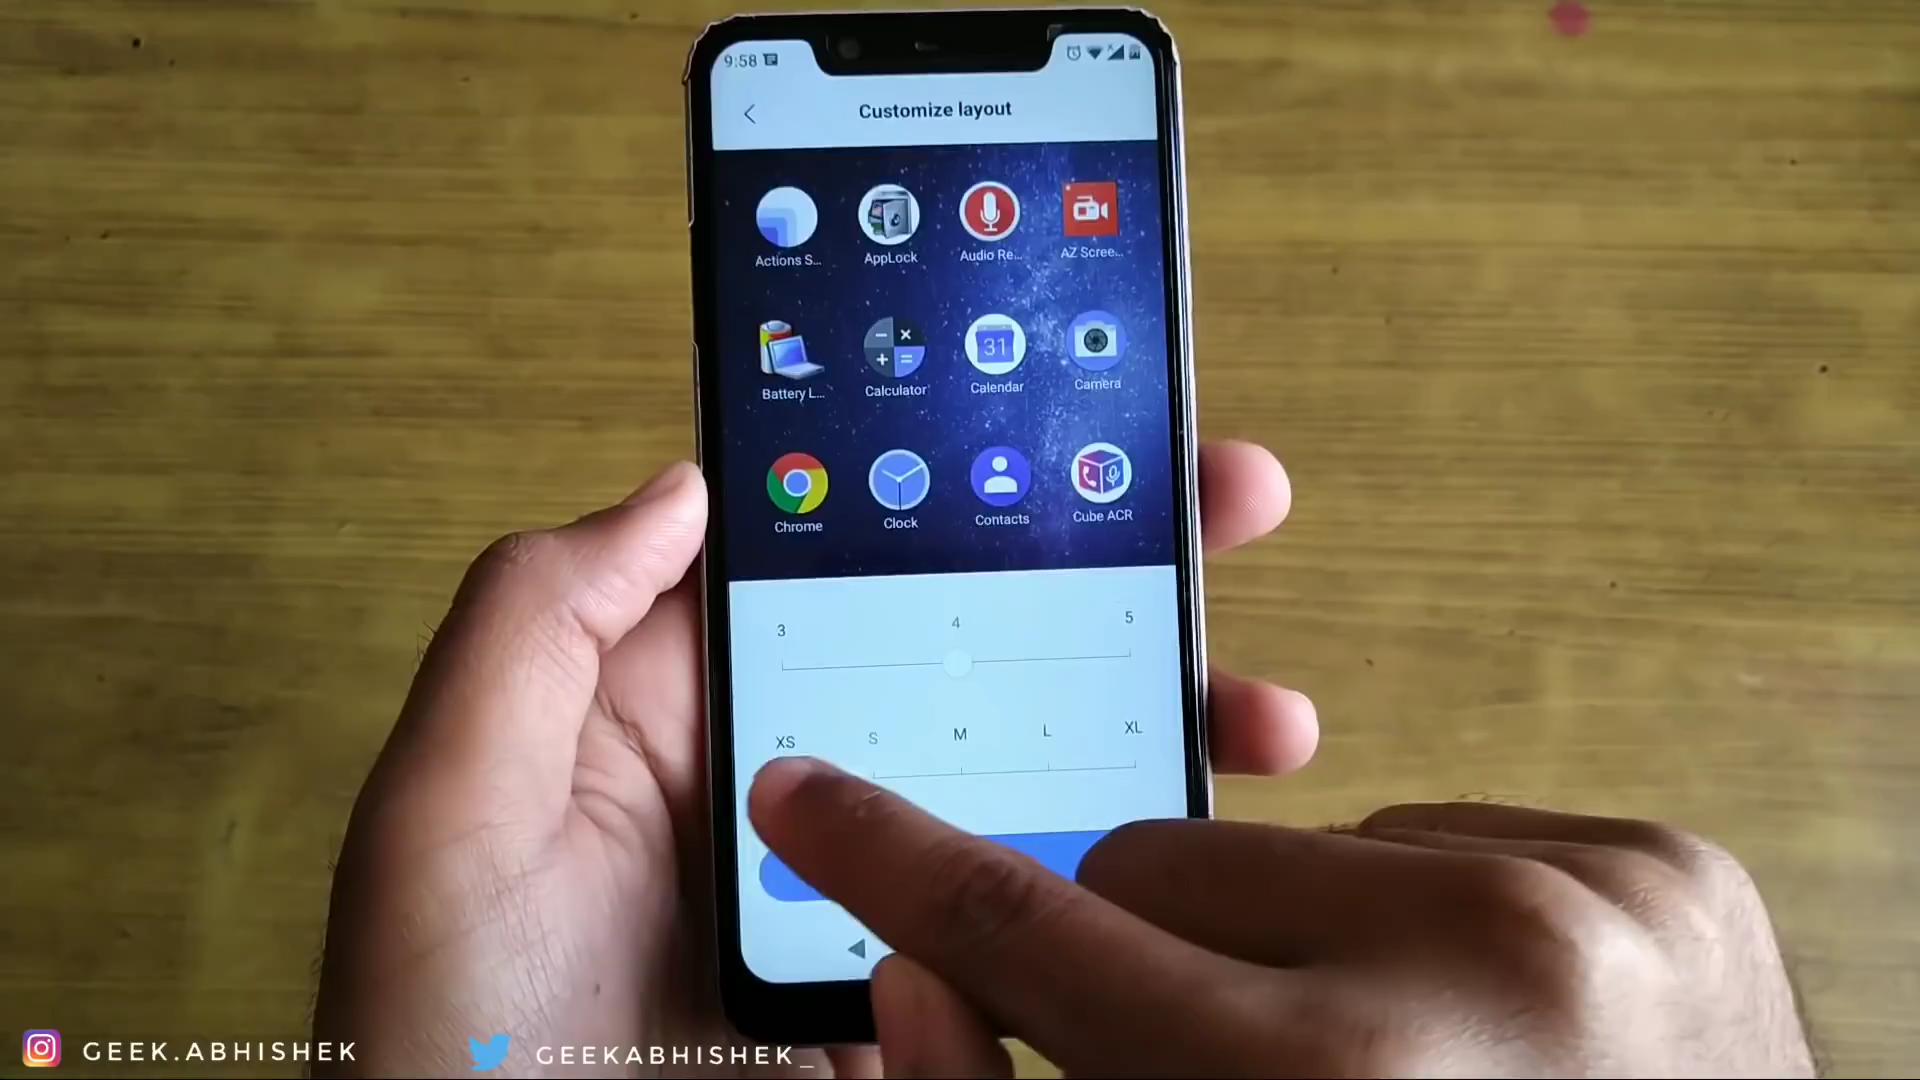 9:58
Customize layout
Actions S...
AppLock
Audio Re...
AZ Scree...
Battery L...
Calculator
31
Calendar
Camera
Chrome
Clock
Contacts
Cube ACR
3 4 5
XS S M L XL
GEEK.ABHISHEK
GEEKABHISHEK_